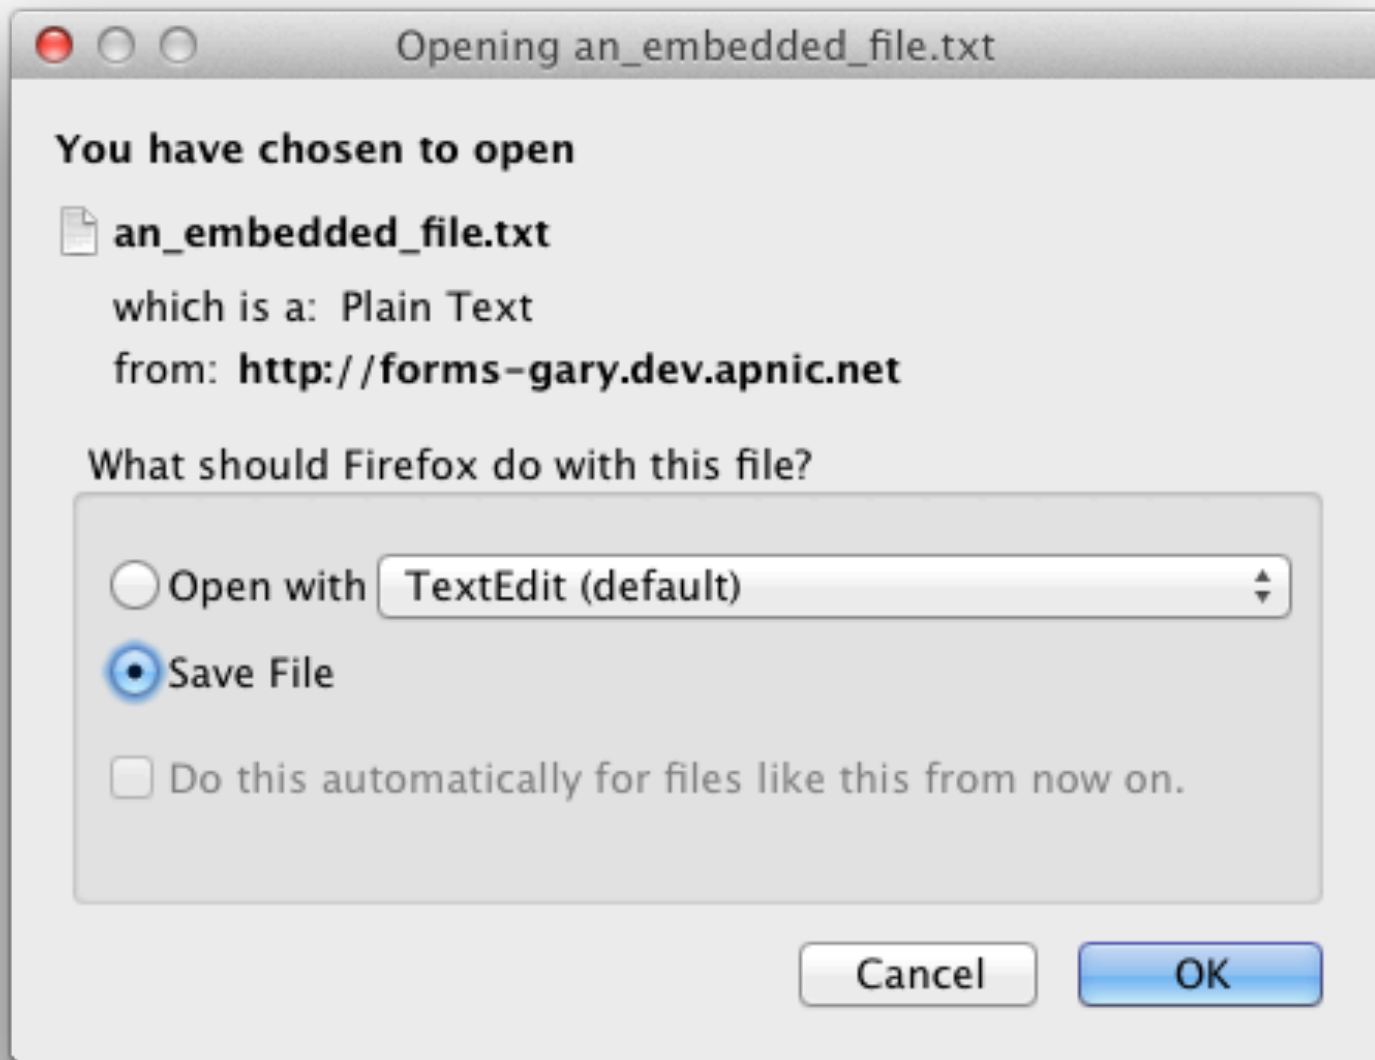 Opening an_embedded_file.txt
You have chosen to open
an_embedded_file.txt
which is a: Plain Text
from: http://forms-gary.dev.apnic.net
What should Firefox do with this file?
Open with TextEdit (default)
Save File
Do this automatically for files like this from now on.
Cancel OK